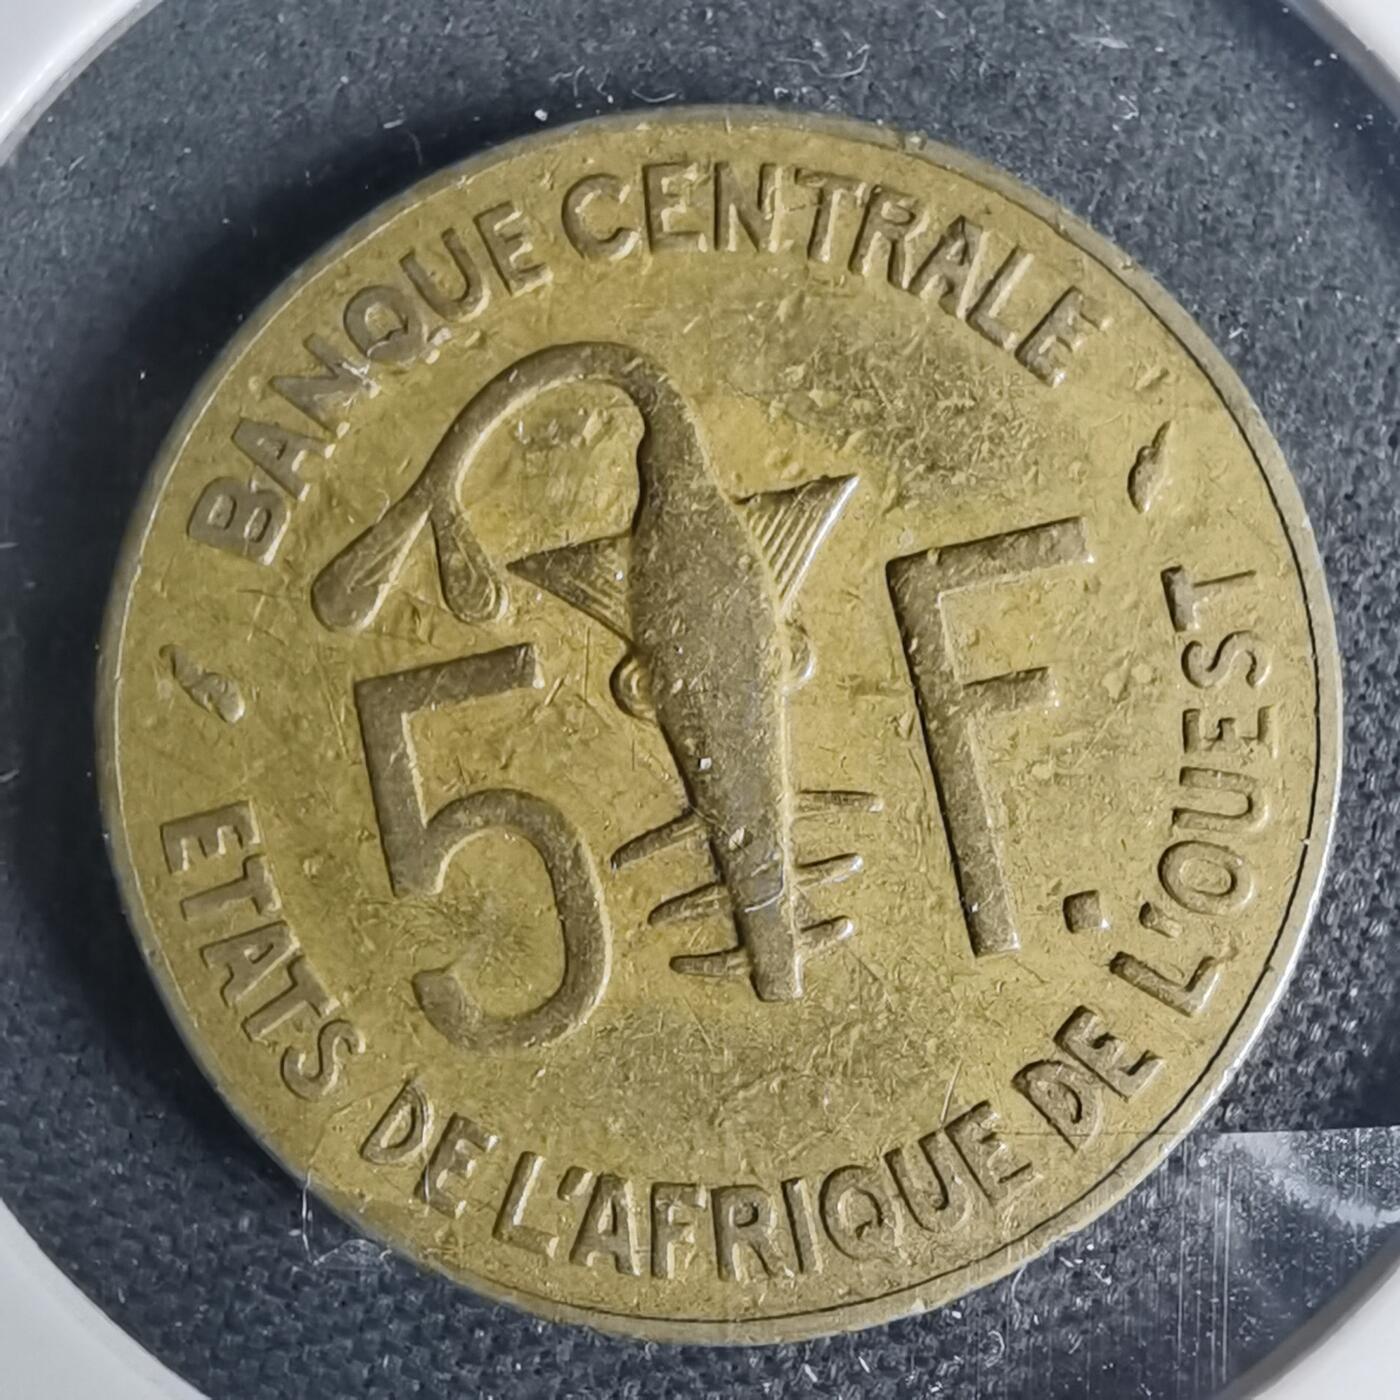 BANQUE CENTRALE
5 F.
ETATS DE L'AFRIQUE DE L'OUEST